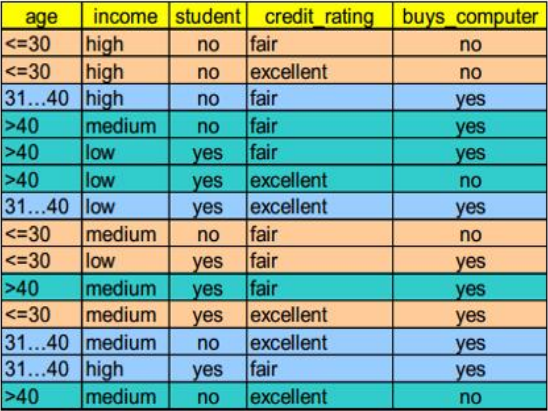 age income student credit_rating buys_computer
<=30 high no fair no
<=30 high no excellent no
31...40 high no fair yes
>40 medium no fair yes
>40 low yes fair yes
>40 low yes excellent no
31...40 low yes excellent yes
<=30 medium no fair no
<=30 low yes fair yes
>40 medium yes fair yes
<=30 medium yes excellent yes
31...40 medium no excellent yes
31...40 high yes fair yes
>40 medium no excellent no